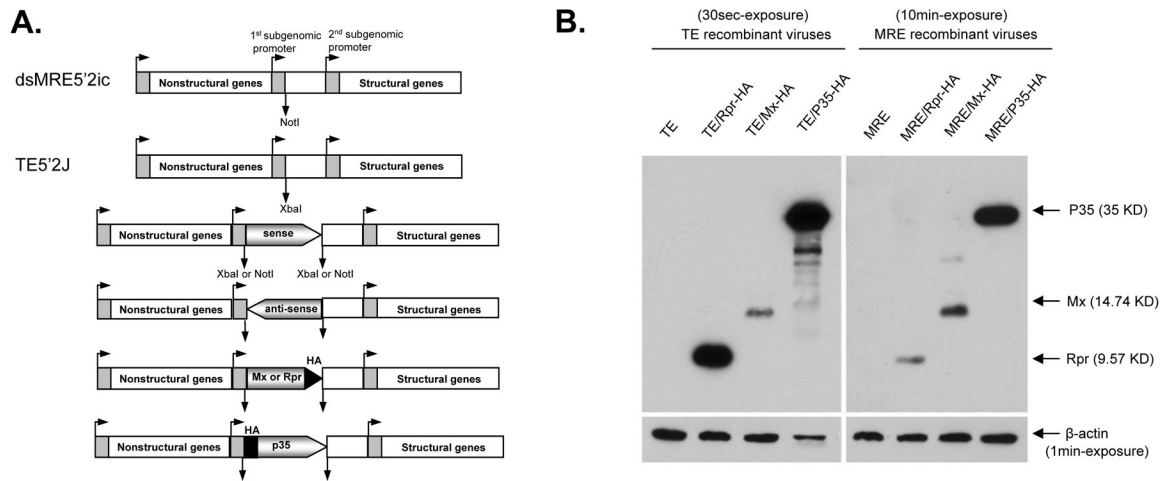 A.
1st subgenomic promoter
2nd subgenomic promoter
dsMRE5'2ic
Nonstructural genes
Structural genes
NotI
TE5'2J
Nonstructural genes
Structural genes
XbaI
Nonstructural genes
sense
Structural genes
XbaI or NotI
XbaI or NotI
Nonstructural genes
anti-sense
Structural genes
HA
Nonstructural genes
Mx or Rpr
Structural genes
HA
Nonstructural genes
p35
Structural genes
B.
(30sec-exposure)
TE recombinant viruses
(10min-exposure)
MRE recombinant viruses
TE
TE/Rpr-HA
TE/Mx-HA
TE/P35-HA
MRE
MRE/Rpr-HA
MRE/Mx-HA
MRE/P35-HA
P35 (35 KD)
Mx (14.74 KD)
Rpr (9.57 KD)
β-actin
(1min-exposure)